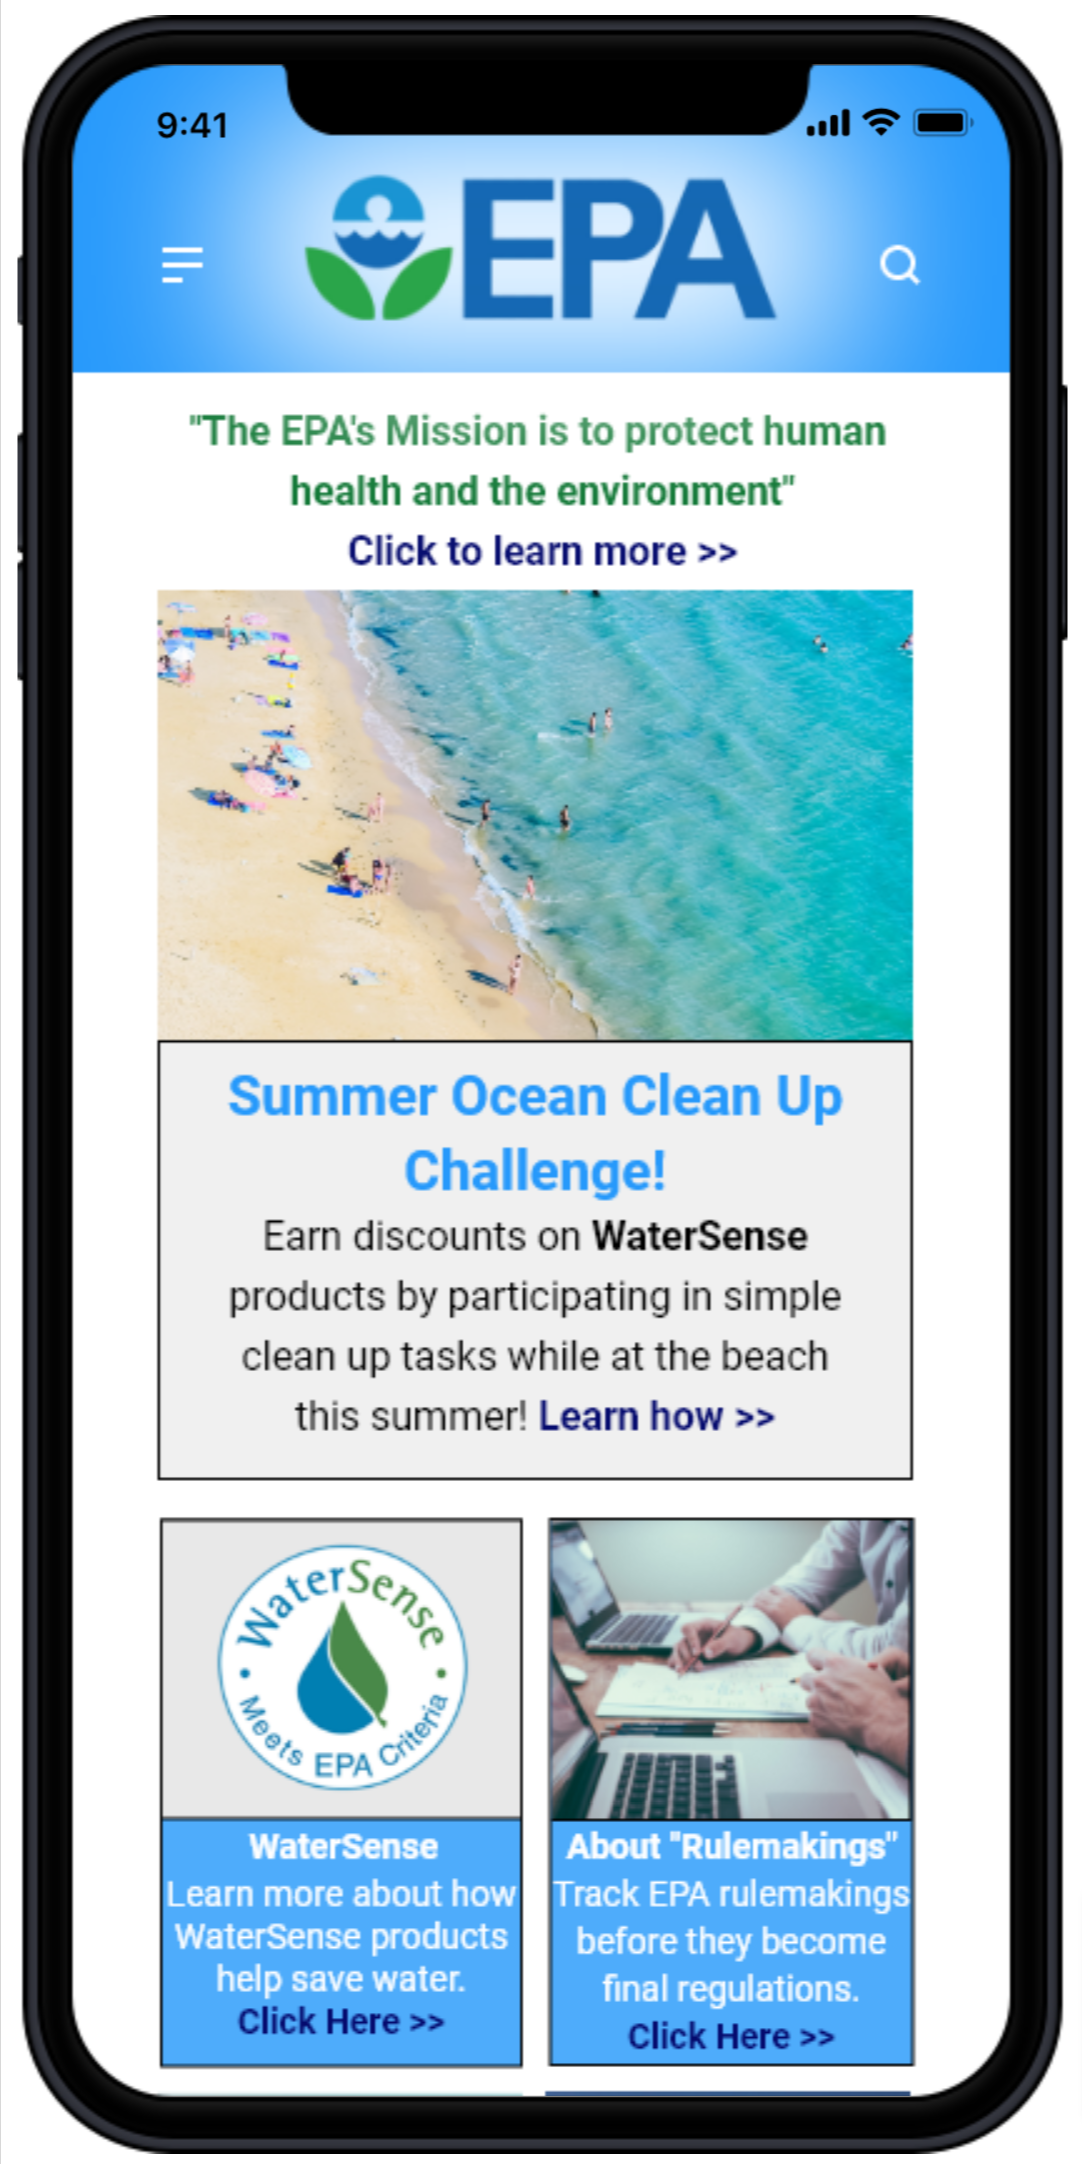 9:41
EPA
"The EPA's Mission is to protect human
health and the environment"
Click to learn more >>
Summer Ocean Clean Up
Challenge!
Earn discounts on WaterSense
products by participating in simple
clean up tasks while at the beach
this summer! Learn how >>
WaterSense
Meets EPA Criteria
WaterSense
Learn more about how
WaterSense products
help save water.
Click Here >>
About "Rulemakings"
Track EPA rulemakings
before they become
final regulations.
Click Here >>